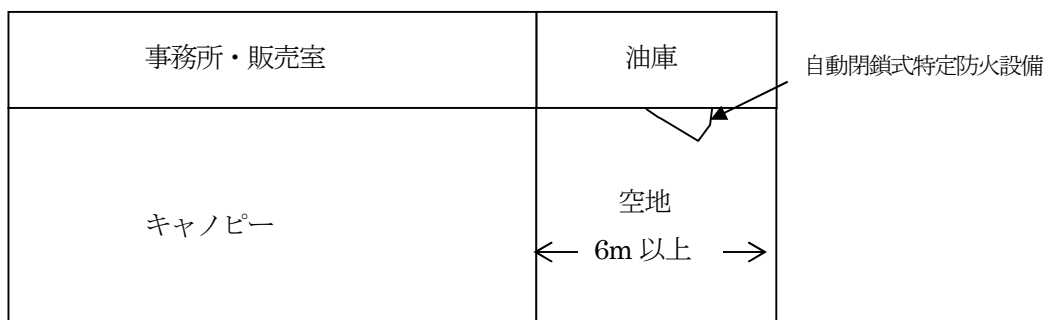 事務所・販売室
油庫
自動閉鎖式特定防火設備
キャノピー
空地
6m 以上